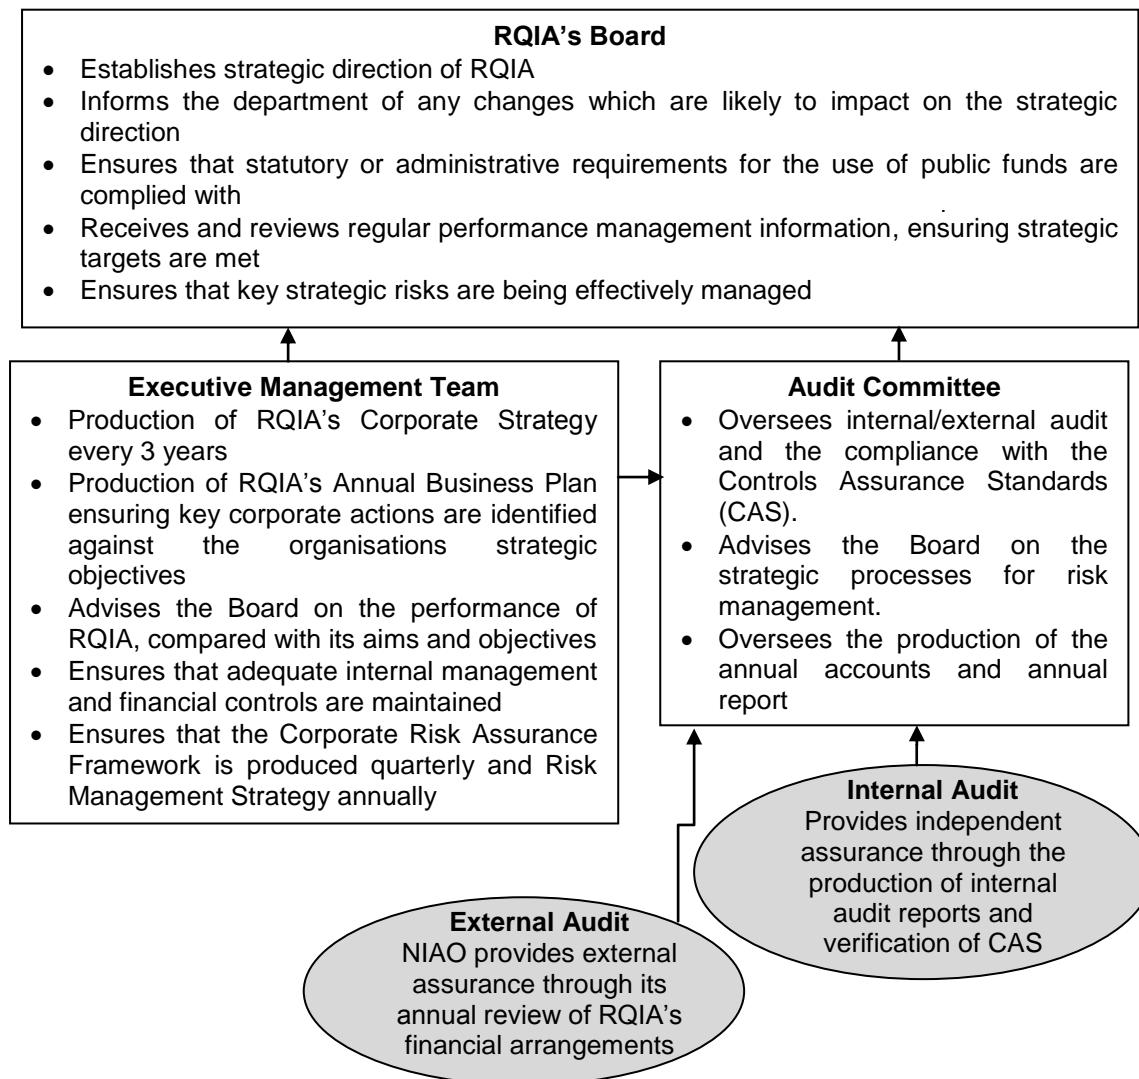 RQIA's Board
• Establishes strategic direction of RQIA
• Informs the department of any changes which are likely to impact on the strategic
direction
• Ensures that statutory or administrative requirements for the use of public funds are
complied with
• Receives and reviews regular performance management information, ensuring strategic
targets are met
• Ensures that key strategic risks are being effectively managed
Executive Management Team
• Production of RQIA's Corporate Strategy
every 3 years
• Production of RQIA's Annual Business Plan
ensuring key corporate actions are identified
against the organisations strategic
objectives
• Advises the Board on the performance of
RQIA, compared with its aims and objectives
• Ensures that adequate internal management
and financial controls are maintained
• Ensures that the Corporate Risk Assurance
Framework is produced quarterly and Risk
Management Strategy annually
Audit Committee
• Oversees internal/external audit
and the compliance with the
Controls Assurance Standards
(CAS).
• Advises the Board on the
strategic processes for risk
management.
• Oversees the production of the
annual accounts and annual
report
Internal Audit
Provides independent
assurance through the
production of internal
audit reports and
verification of CAS
External Audit
NIAO provides external
assurance through its
annual review of RQIA's
financial arrangements